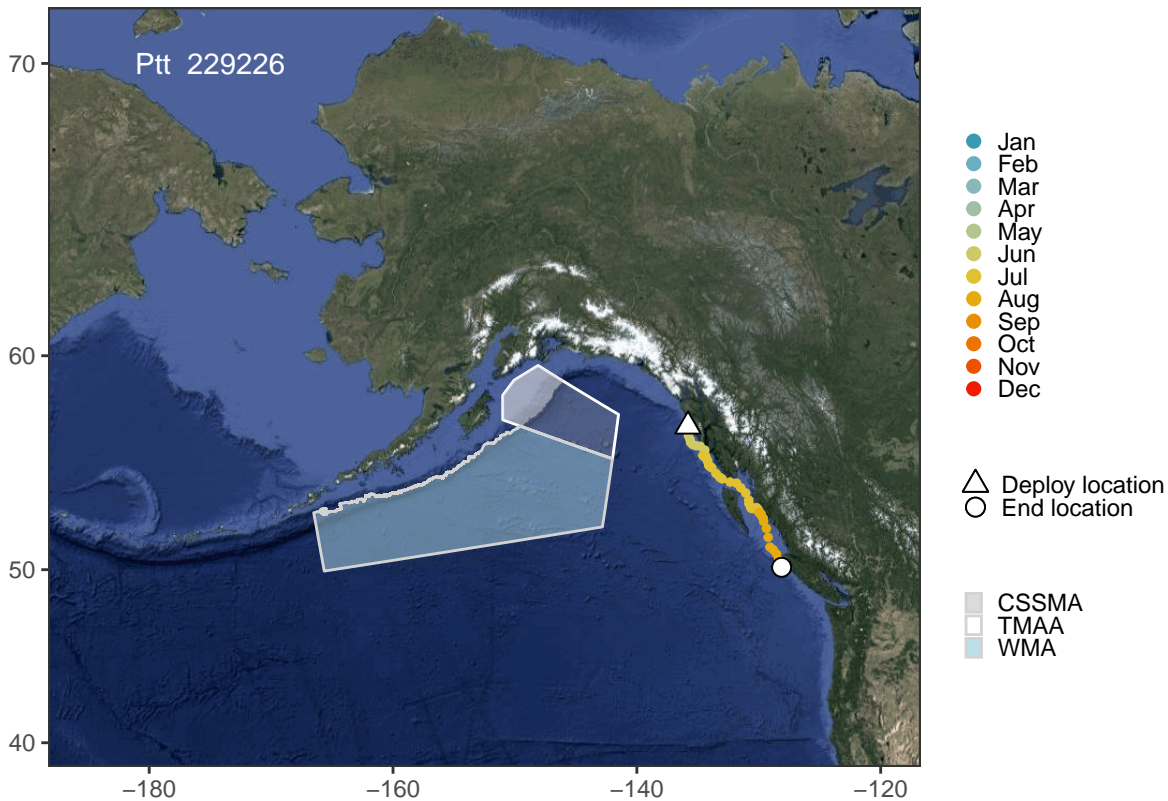 Ptt 229226
70
60
50
40
−180
−160
−140
−120
Jan
Feb
Mar
Apr
May
Jun
Jul
Aug
Sep
Oct
Nov
Dec
Deploy location
End location
CSSMA
TMAA
WMA